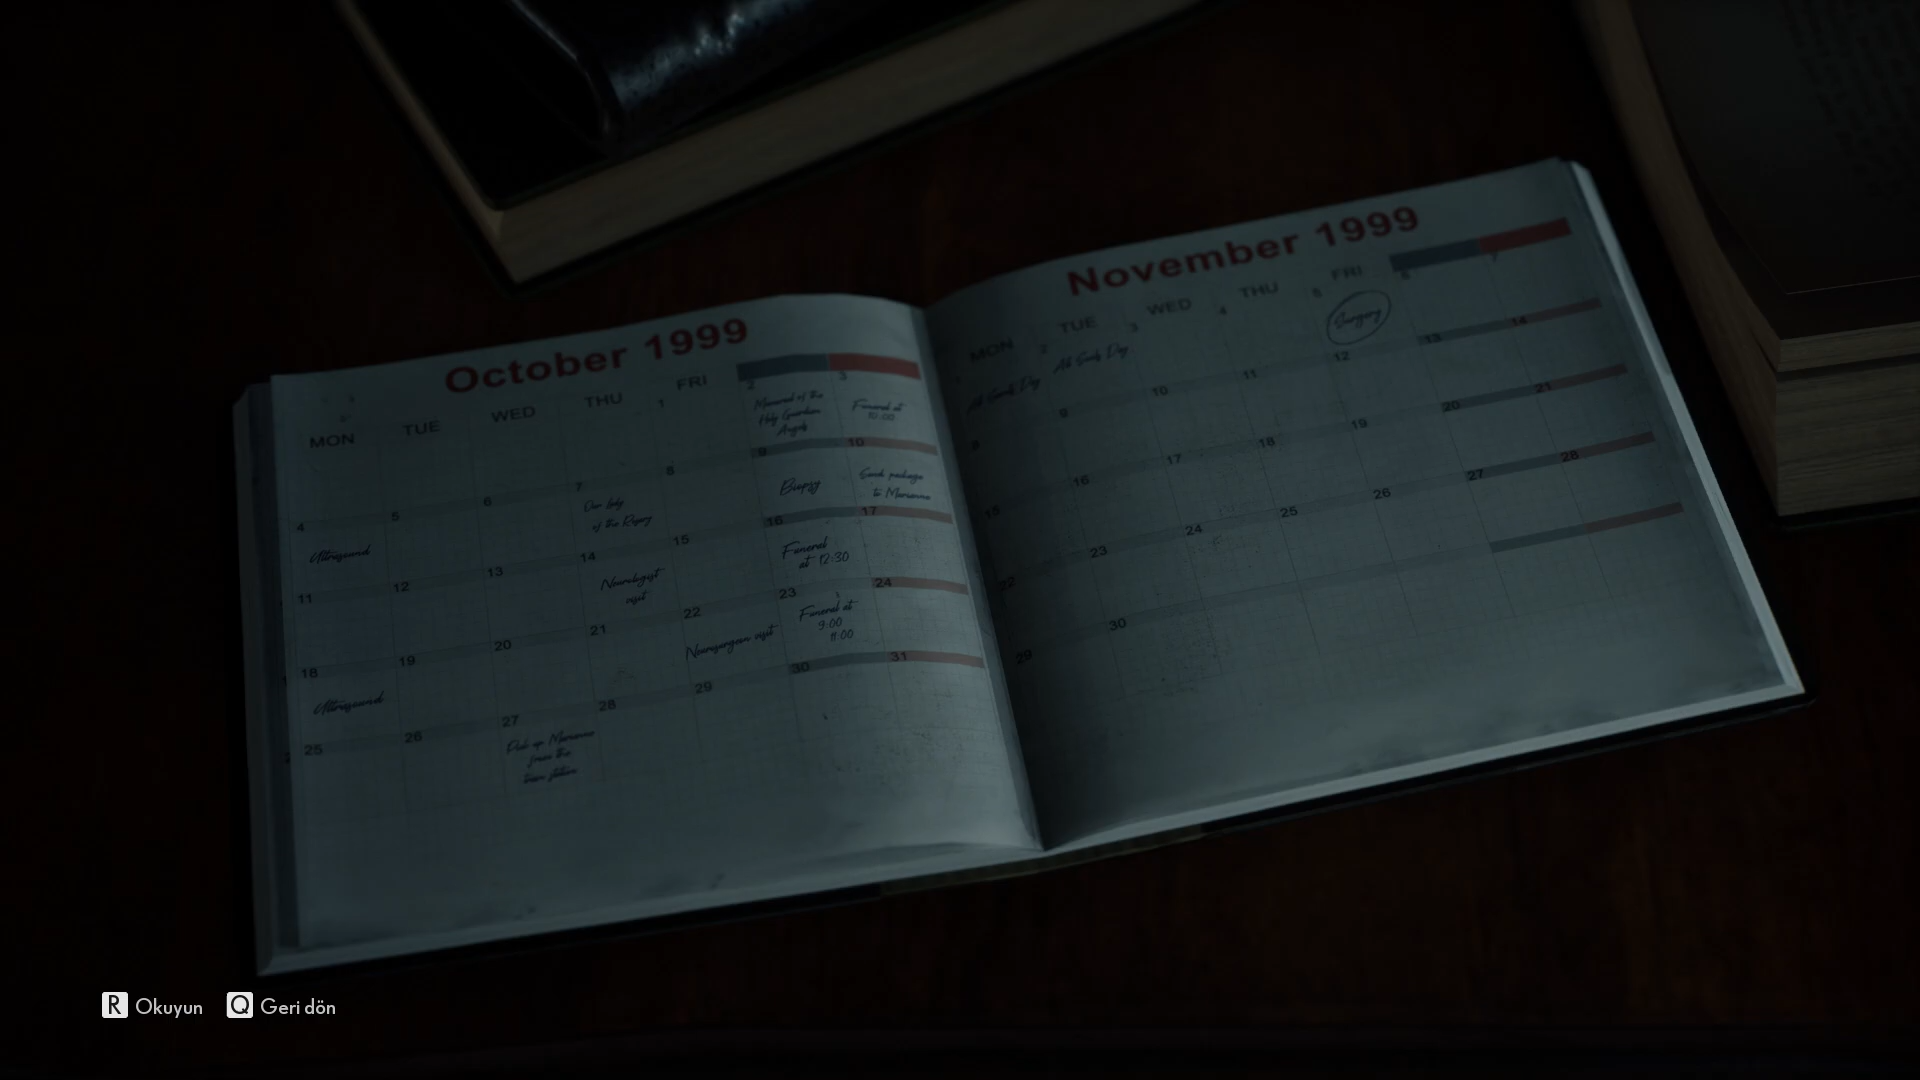 October 1999
MON TUE WED THU FRI
1 2 3
Memorial of the
Holy Guardian
Angels
Funeral at
10:00
4 5 6 7 8 9 10
Ultrasound
Our lady
of the Rosary
Biopsy
Send package
to Marianne
11 12 13 14 15 16 17
Neurologist
visit
Funeral
at 12:30
18 19 20 21 22 23 24
Ultrasound
Neurosurgeon visit
Funeral at
9:00
11:00
25 26 27 28 29 30 31
Pick up Marianne
from the
train station
November 1999
MON TUE WED THU FRI
2 3 4 5 6 7
All Souls Day
Surgery
8 9 10 11 12 13 14
15 16 17 18 19 20 21
22 23 24 25 26 27 28
29 30
R Okuyun Q Geri dön